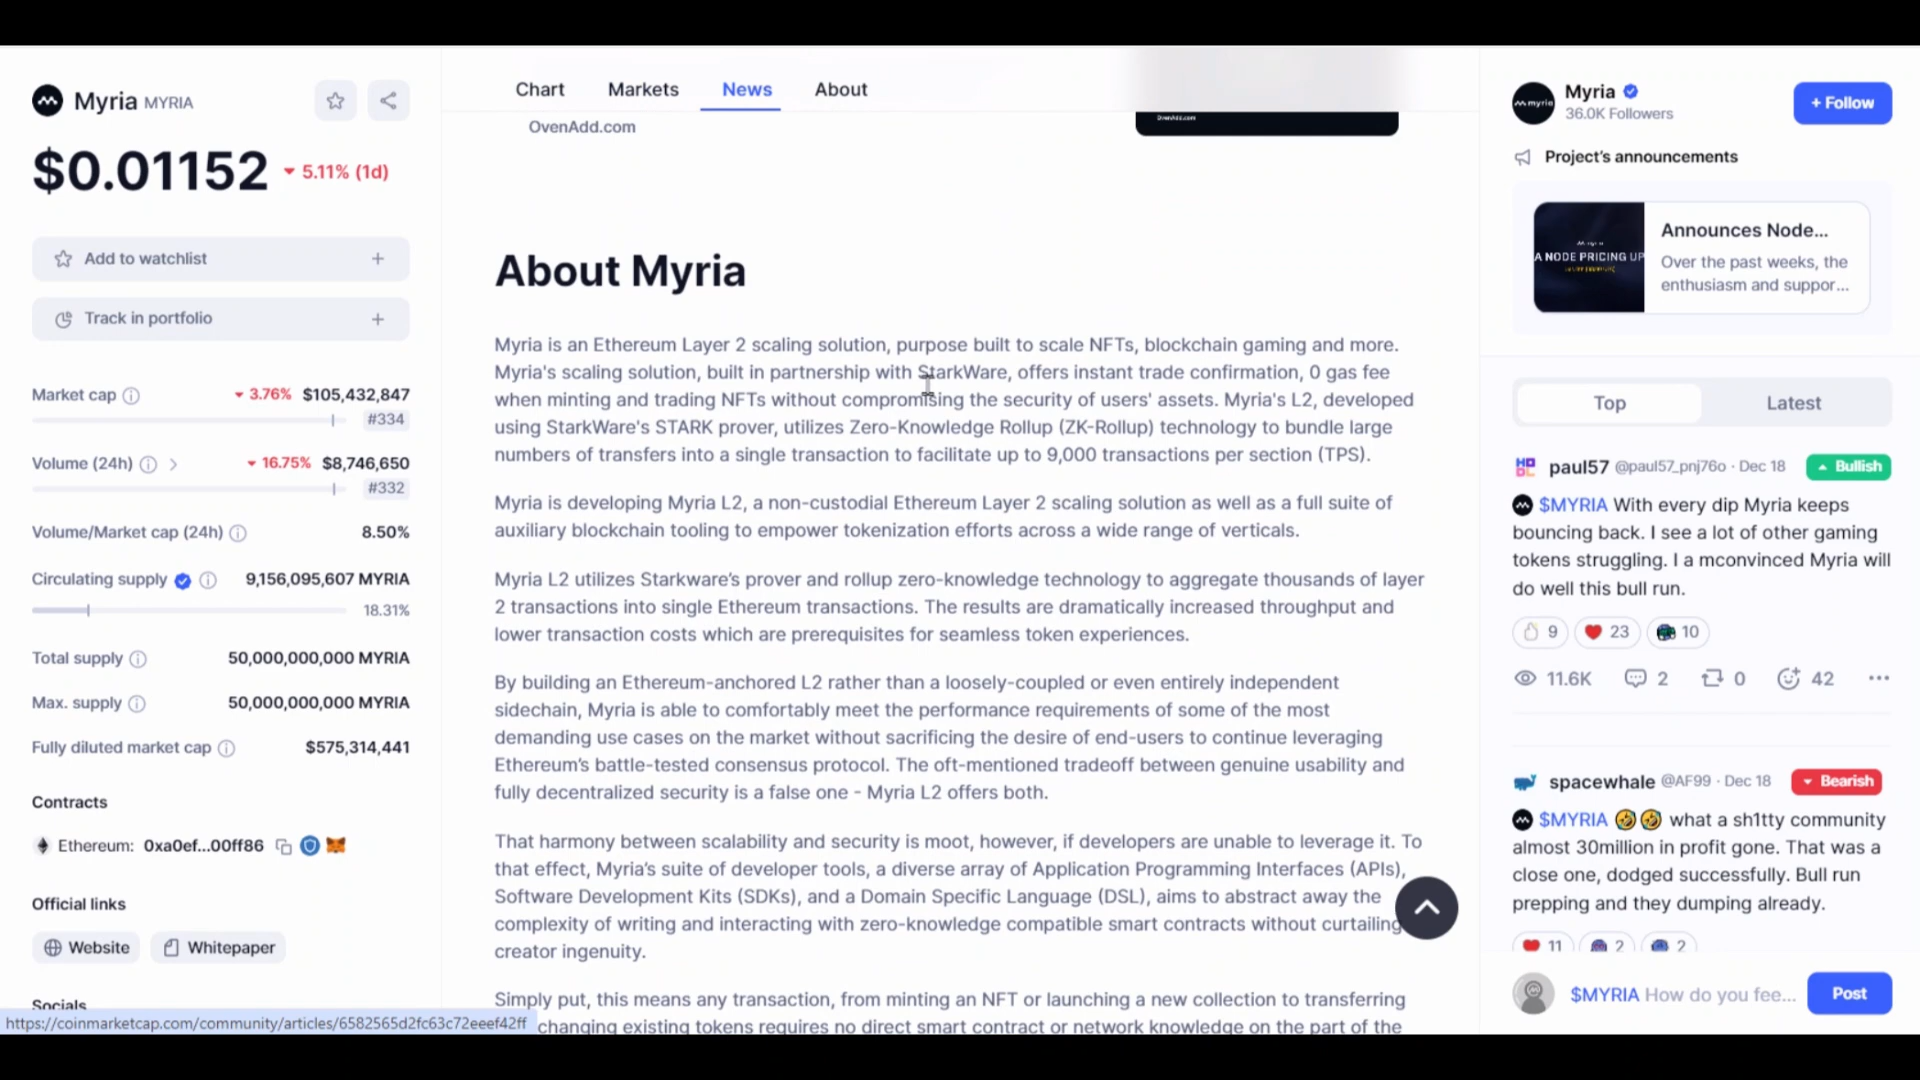 Myria MYRIA
$0.01152 5.11% (1d)
Add to watchlist +
Track in portfolio +
Market cap 3.76% $105,432,847
#334
Volume (24h) 16.75% $8,746,650
#332
Volume/Market cap (24h) 8.50%
Circulating supply 9,156,095,607 MYRIA
18.31%
Total supply 50,000,000,000 MYRIA
Max. supply 50,000,000,000 MYRIA
Fully diluted market cap $575,314,441
Contracts
Ethereum: 0xa0ef...00ff86
Official links
Website Whitepaper
Socials
https://coinmarketcap.com/community/articles/6582565d2fc63c72eeef42ff
Chart Markets News About
OvenAdd.com
OvenAdd.com
About Myria
Myria is an Ethereum Layer 2 scaling solution, purpose built to scale NFTs, blockchain gaming and more.
Myria's scaling solution, built in partnership with StarkWare, offers instant trade confirmation, 0 gas fee
when minting and trading NFTs without compromising the security of users' assets. Myria's L2, developed
using StarkWare's STARK prover, utilizes Zero-Knowledge Rollup (ZK-Rollup) technology to bundle large
numbers of transfers into a single transaction to facilitate up to 9,000 transactions per section (TPS).
Myria is developing Myria L2, a non-custodial Ethereum Layer 2 scaling solution as well as a full suite of
auxiliary blockchain tooling to empower tokenization efforts across a wide range of verticals.
Myria L2 utilizes Starkware's prover and rollup zero-knowledge technology to aggregate thousands of layer
2 transactions into single Ethereum transactions. The results are dramatically increased throughput and
lower transaction costs which are prerequisites for seamless token experiences.
By building an Ethereum-anchored L2 rather than a loosely-coupled or even entirely independent
sidechain, Myria is able to comfortably meet the performance requirements of some of the most
demanding use cases on the market without sacrificing the desire of end-users to continue leveraging
Ethereum's battle-tested consensus protocol. The oft-mentioned tradeoff between genuine usability and
fully decentralized security is a false one - Myria L2 offers both.
That harmony between scalability and security is moot, however, if developers are unable to leverage it. To
that effect, Myria's suite of developer tools, a diverse array of Application Programming Interfaces (APIs),
Software Development Kits (SDKs), and a Domain Specific Language (DSL), aims to abstract away the
complexity of writing and interacting with zero-knowledge compatible smart contracts without curtailing
creator ingenuity.
Simply put, this means any transaction, from minting an NFT or launching a new collection to transferring
changing existing tokens requires no direct smart contract or network knowledge on the part of the
myria
Myria
36.0K Followers
+ Follow
Project's announcements
A NODE PRICING UP
Announces Node...
Over the past weeks, the
enthusiasm and suppor...
Top Latest
paul57 @paul57_pnj76o · Dec 18 Bullish
$MYRIA With every dip Myria keeps
bouncing back. I see a lot of other gaming
tokens struggling. I a mconvinced Myria will
do well this bull run.
9 23 10
11.6K 2 0 42
spacewhale @AF99 · Dec 18 Bearish
$MYRIA 🤣🤣 what a sh1tty community
almost 30million in profit gone. That was a
close one, dodged successfully. Bull run
prepping and they dumping already.
11 2 2
$MYRIA How do you fee...
Post